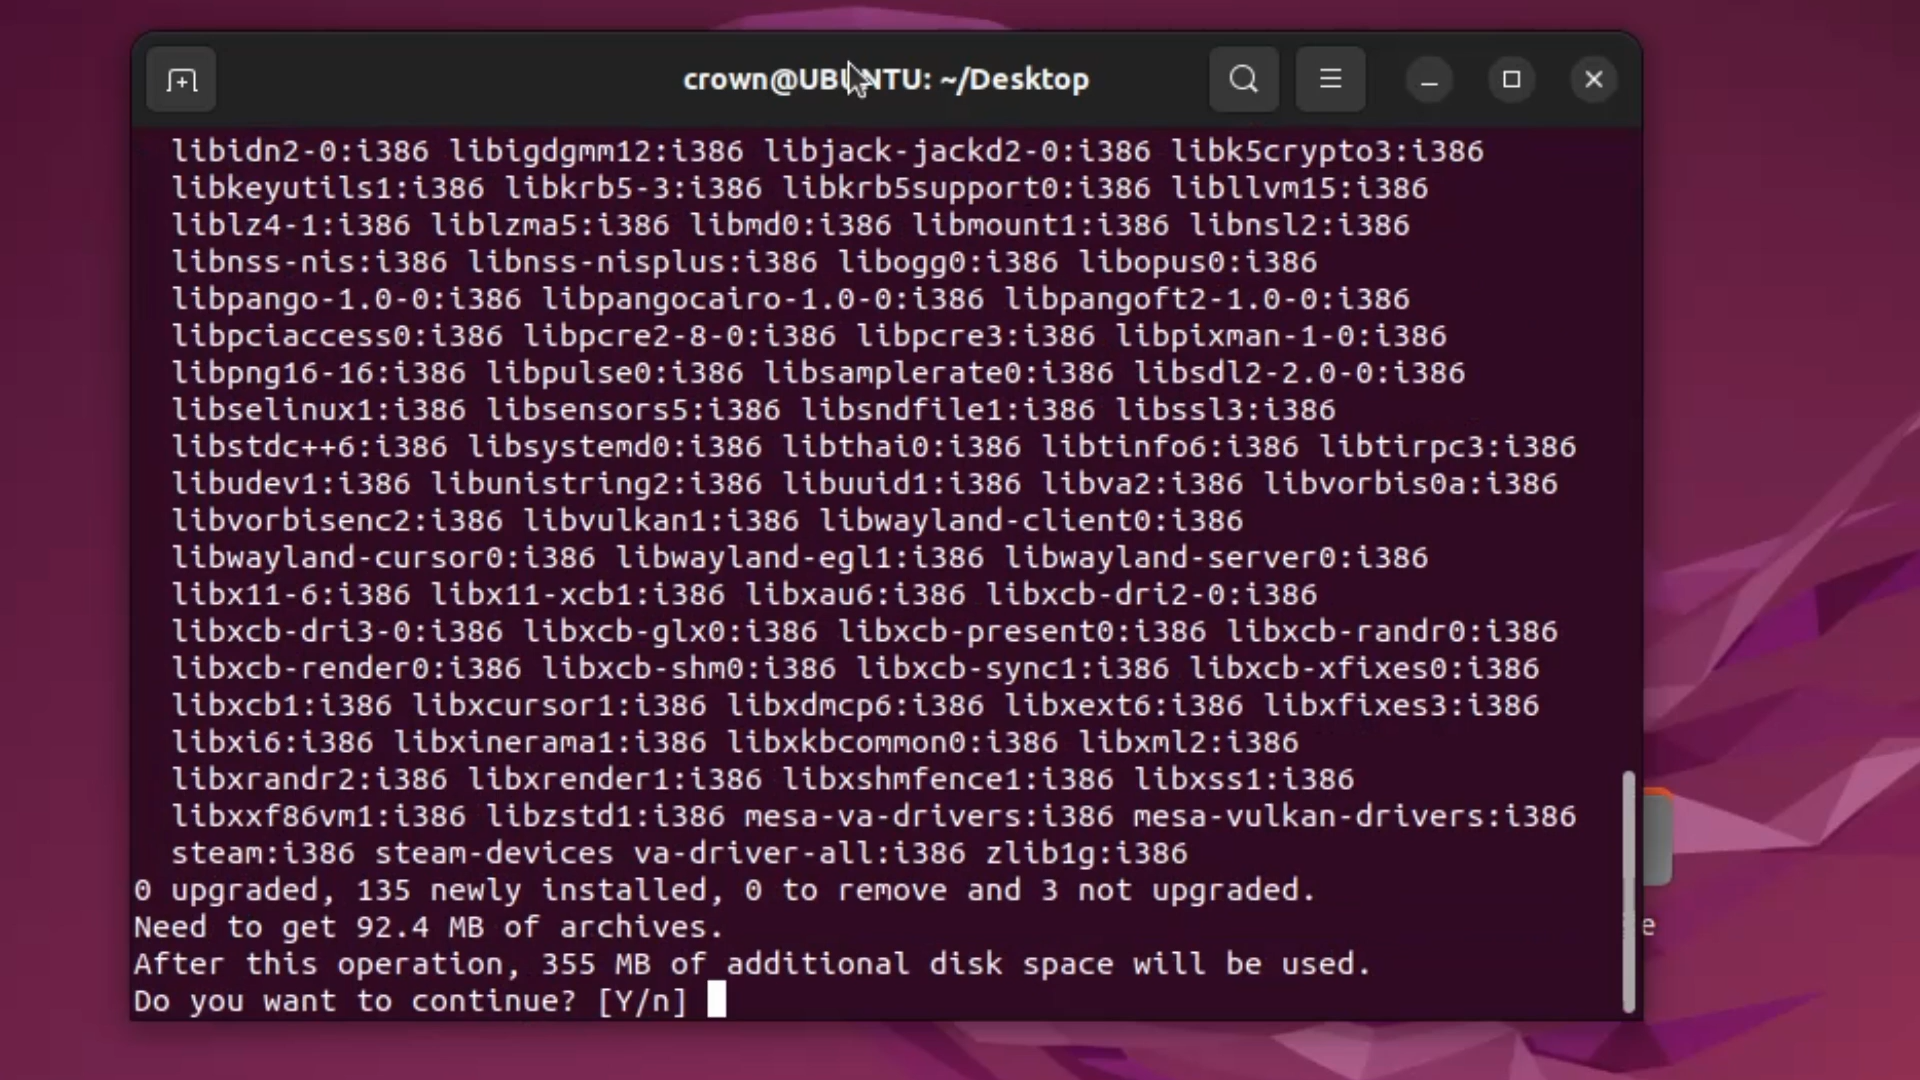 crown@UBUNTU: ~/Desktop
libidn2-0:i386 libigdgmm12:i386 libjack-jackd2-0:i386 libk5crypto3:i386
libkeyutils1:i386 libkrb5-3:i386 libkrb5support0:i386 libllvm15:i386
liblz4-1:i386 liblzma5:i386 libmd0:i386 libmount1:i386 libnsl2:i386
libnss-nis:i386 libnss-nisplus:i386 libogg0:i386 libopus0:i386
libpango-1.0-0:i386 libpangocairo-1.0-0:i386 libpangoft2-1.0-0:i386
libpciaccess0:i386 libpcre2-8-0:i386 libpcre3:i386 libpixman-1-0:i386
libpng16-16:i386 libpulse0:i386 libsamplerate0:i386 libsdl2-2.0-0:i386
libselinux1:i386 libsensors5:i386 libsndfile1:i386 libssl3:i386
libstdc++6:i386 libsystemd0:i386 libthai0:i386 libtinfo6:i386 libtirpc3:i386
libudev1:i386 libunistring2:i386 libuuid1:i386 libva2:i386 libvorbis0a:i386
libvorbisenc2:i386 libvulkan1:i386 libwayland-client0:i386
libwayland-cursor0:i386 libwayland-egl1:i386 libwayland-server0:i386
libx11-6:i386 libx11-xcb1:i386 libxau6:i386 libxcb-dri2-0:i386
libxcb-dri3-0:i386 libxcb-glx0:i386 libxcb-present0:i386 libxcb-randr0:i386
libxcb-render0:i386 libxcb-shm0:i386 libxcb-sync1:i386 libxcb-xfixes0:i386
libxcb1:i386 libxcursor1:i386 libxdmcp6:i386 libxext6:i386 libxfixes3:i386
libxi6:i386 libxinerama1:i386 libxkbcommon0:i386 libxml2:i386
libxrandr2:i386 libxrender1:i386 libxshmfence1:i386 libxss1:i386
libxxf86vm1:i386 libzstd1:i386 mesa-va-drivers:i386 mesa-vulkan-drivers:i386
steam:i386 steam-devices va-driver-all:i386 zlib1g:i386
0 upgraded, 135 newly installed, 0 to remove and 3 not upgraded.
Need to get 92.4 MB of archives.
After this operation, 355 MB of additional disk space will be used.
Do you want to continue? [Y/n]